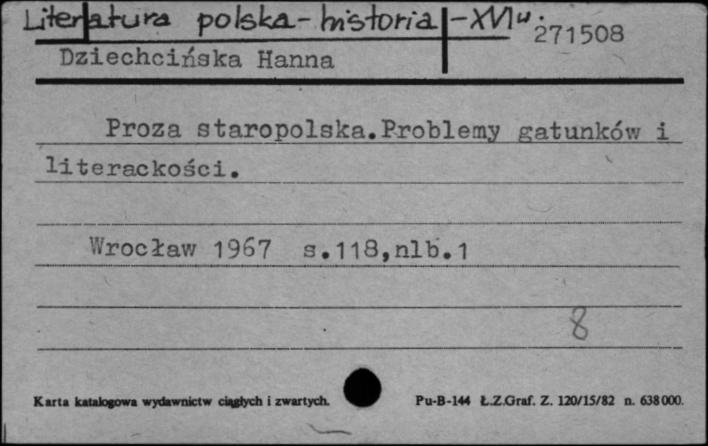 Literatura polska - historia - XVI w.
271508
Dziechcińska Hanna
Proza staropolska.Problemy gatunków i
literackości.
Wrocław 1967 s.118,nlb.1
8
Karta katalogowa wydawnictw ciągłych i zwartych. Pu-B-144 Ł.Z.Graf. Z. 120/15/82 n. 638000.